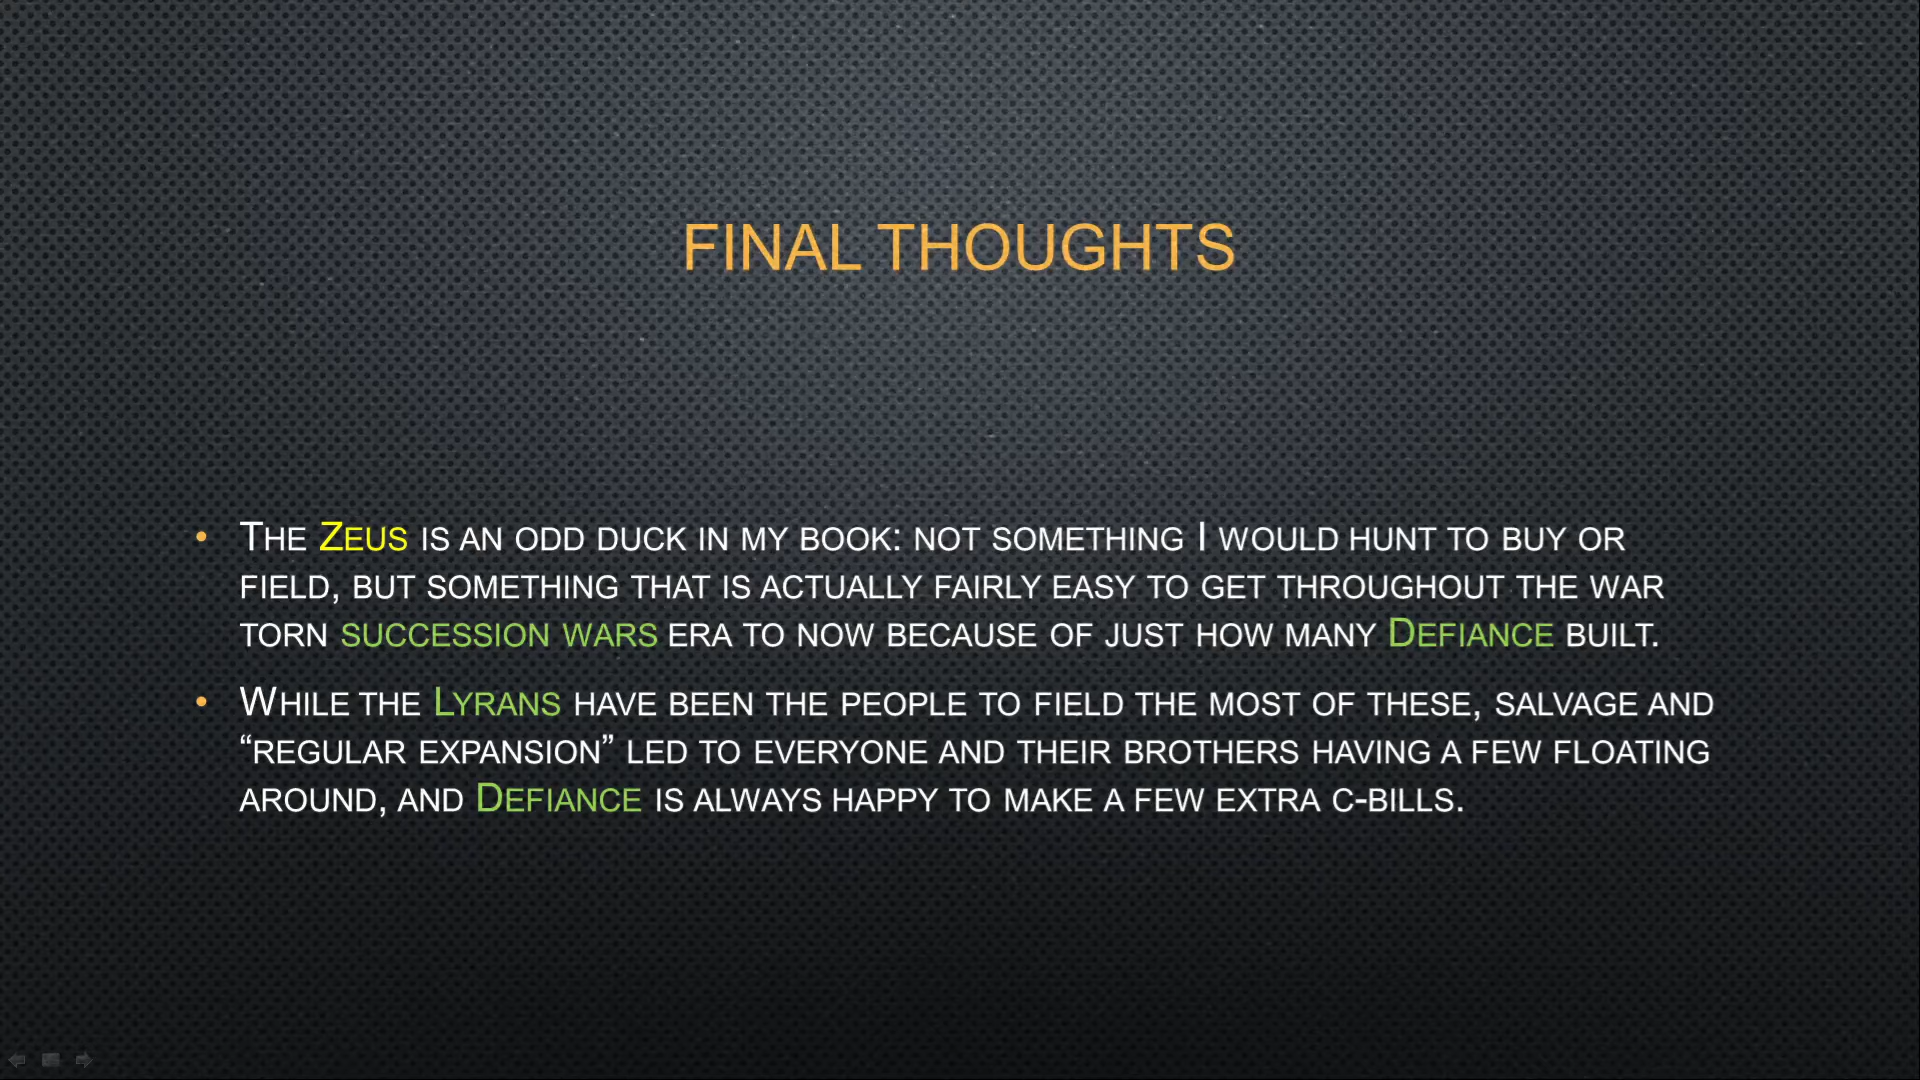 FINAL THOUGHTS
• The Zeus is an odd duck in my book: not something I would hunt to buy or
field, but something that is actually fairly easy to get throughout the war
torn succession wars era to now because of just how many Defiance built.
• While the Lyrans have been the people to field the most of these, salvage and
“regular expansion” led to everyone and their brothers having a few floating
around, and Defiance is always happy to make a few extra c-bills.